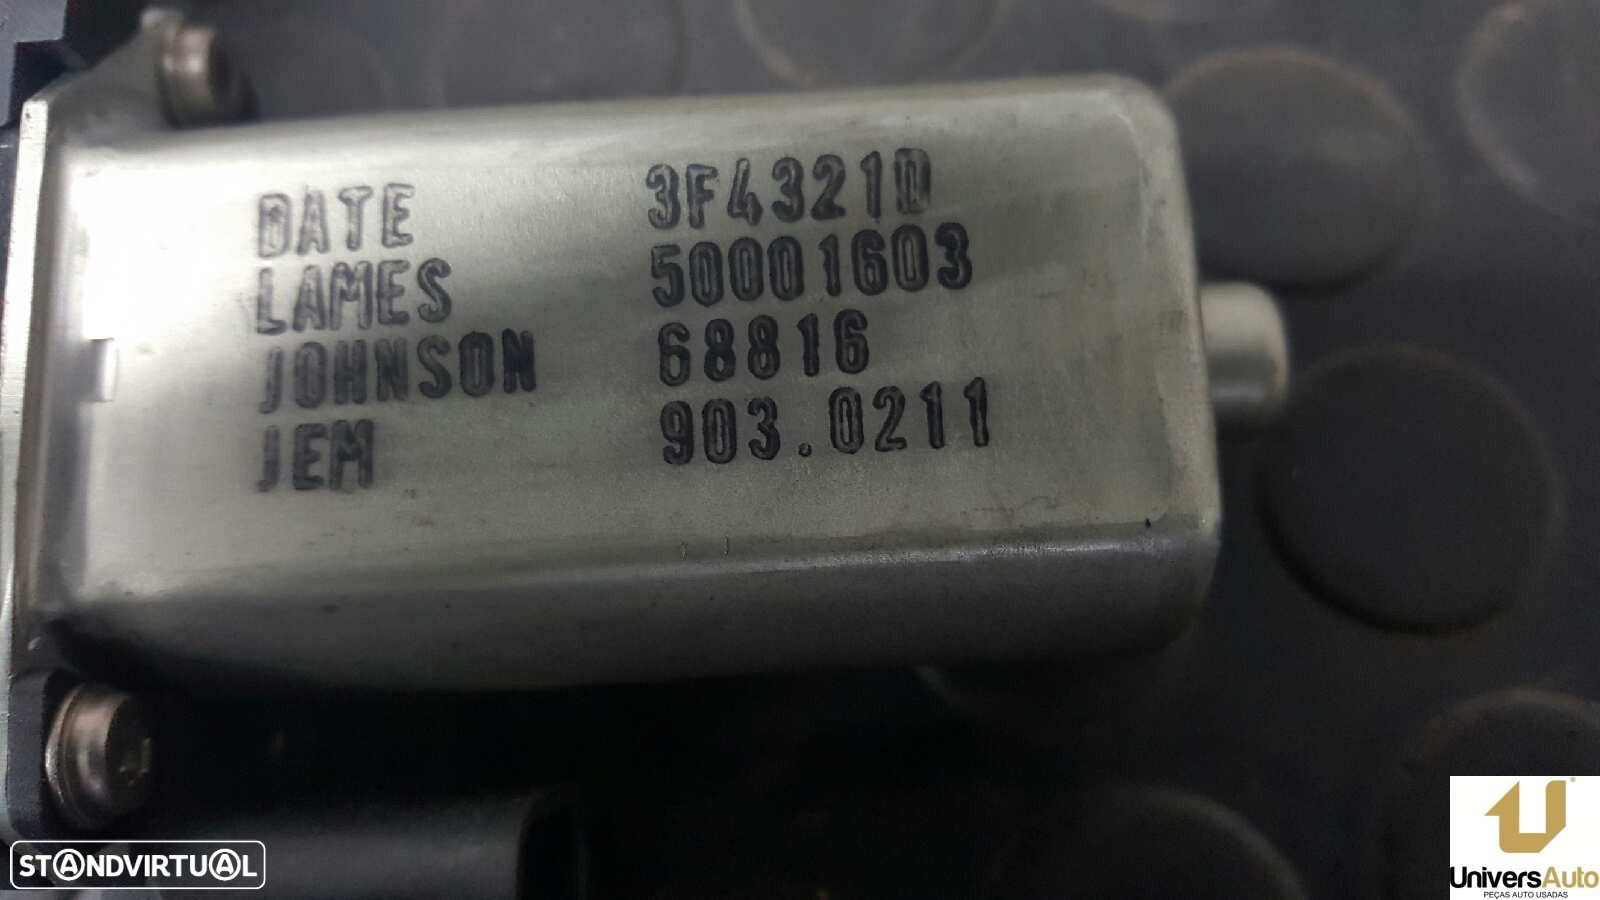 DATE 3F4321D
LAMES 50001603
JOHNSON 68816
JEM 903.0211
STANDVIRTUAL
UniversAuto
PEÇAS AUTO USADAS